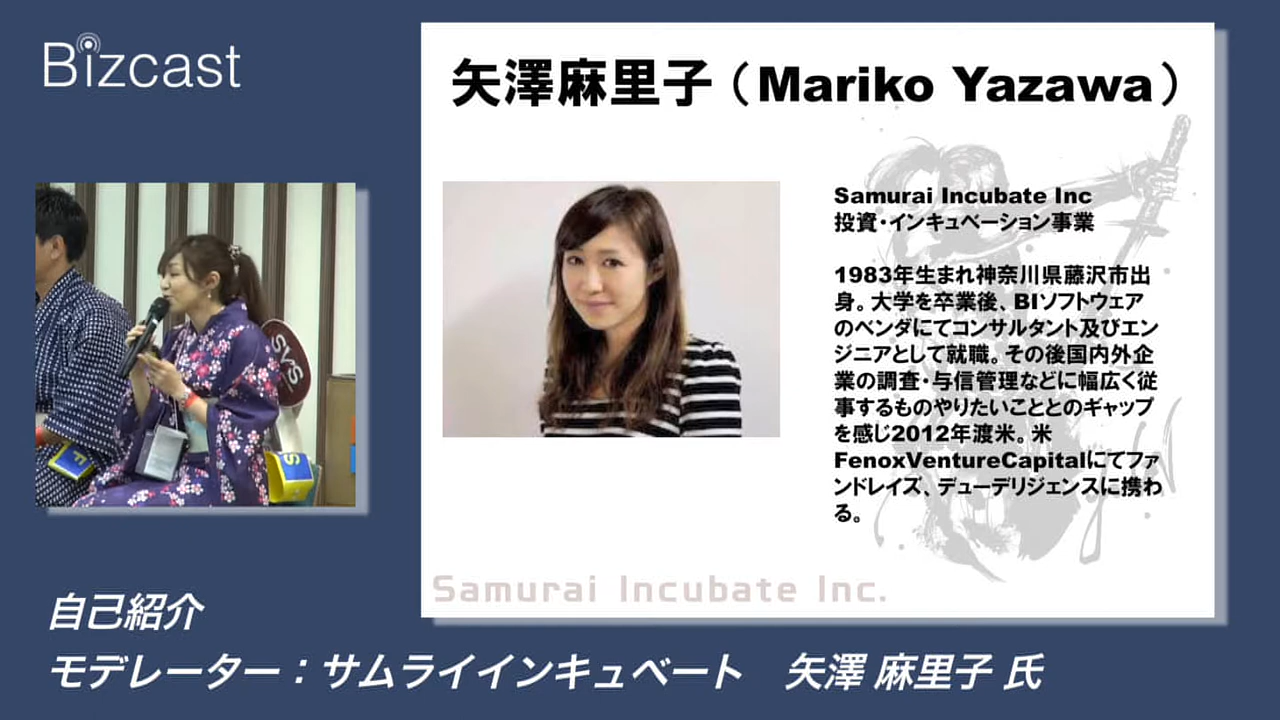 Bizcast
矢澤麻里子（Mariko Yazawa）
Samurai Incubate Inc
投資・インキュベーション事業
1983年生まれ神奈川県藤沢市出
身。大学を卒業後、BIソフトウェア
のベンダにてコンサルタント及びエン
ジニアとして就職。その後国内外企
業の調査・与信管理などに幅広く従
事するものやりたいこととのギャップ
を感じ2012年渡米。米
FenoxVentureCapitalにてファ
ンドレイズ、デューデリジェンスに携わ
る。
SVS
F
S
Samurai Incubate Inc.
自己紹介
モデレーター：サムライインキュベート　矢澤 麻里子 氏